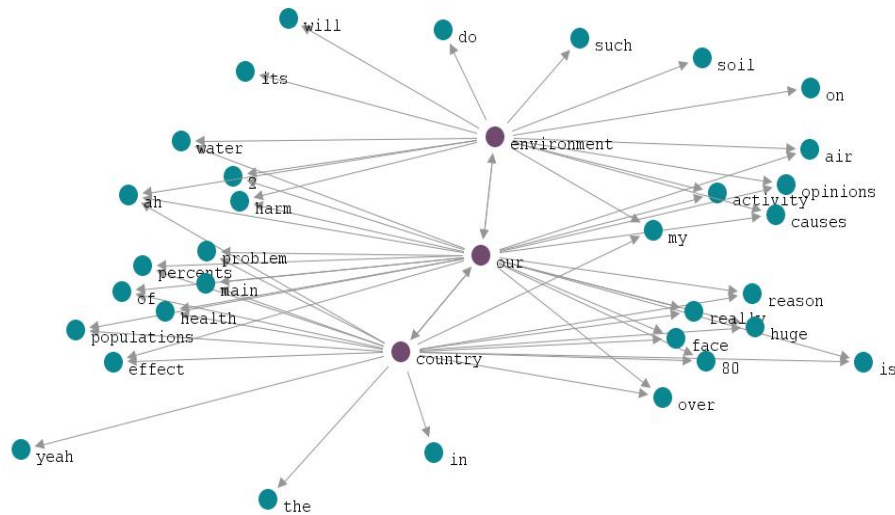 will
do
such
soil
its
on
environment
water
air
2
opinions
activity
ah
harm
causes
my
problem
our
percents
main
of
reason
health
really
huge
populations
face
country
80
is
effect
over
yeah
in
the